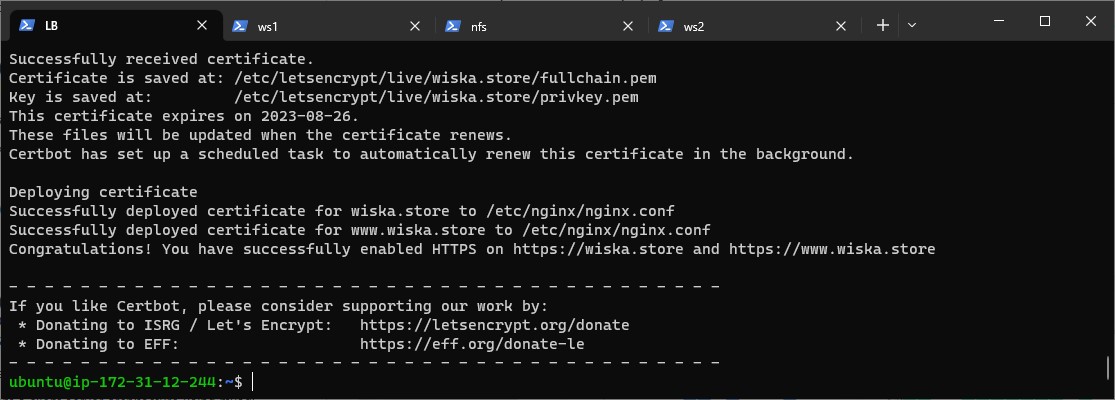 LB ws1 nfs ws2
Successfully received certificate.
Certificate is saved at: /etc/letsencrypt/live/wiska.store/fullchain.pem
Key is saved at:         /etc/letsencrypt/live/wiska.store/privkey.pem
This certificate expires on 2023-08-26.
These files will be updated when the certificate renews.
Certbot has set up a scheduled task to automatically renew this certificate in the background.
Deploying certificate
Successfully deployed certificate for wiska.store to /etc/nginx/nginx.conf
Successfully deployed certificate for www.wiska.store to /etc/nginx/nginx.conf
Congratulations! You have successfully enabled HTTPS on https://wiska.store and https://www.wiska.store
- - - - - - - - - - - - - - - - - - - - - - - - - - - - - - - - - - - - - - - -
If you like Certbot, please consider supporting our work by:
 * Donating to ISRG / Let's Encrypt:   https://letsencrypt.org/donate
 * Donating to EFF:                    https://eff.org/donate-le
- - - - - - - - - - - - - - - - - - - - - - - - - - - - - - - - - - - - - - - -
ubuntu@ip-172-31-12-244:~$